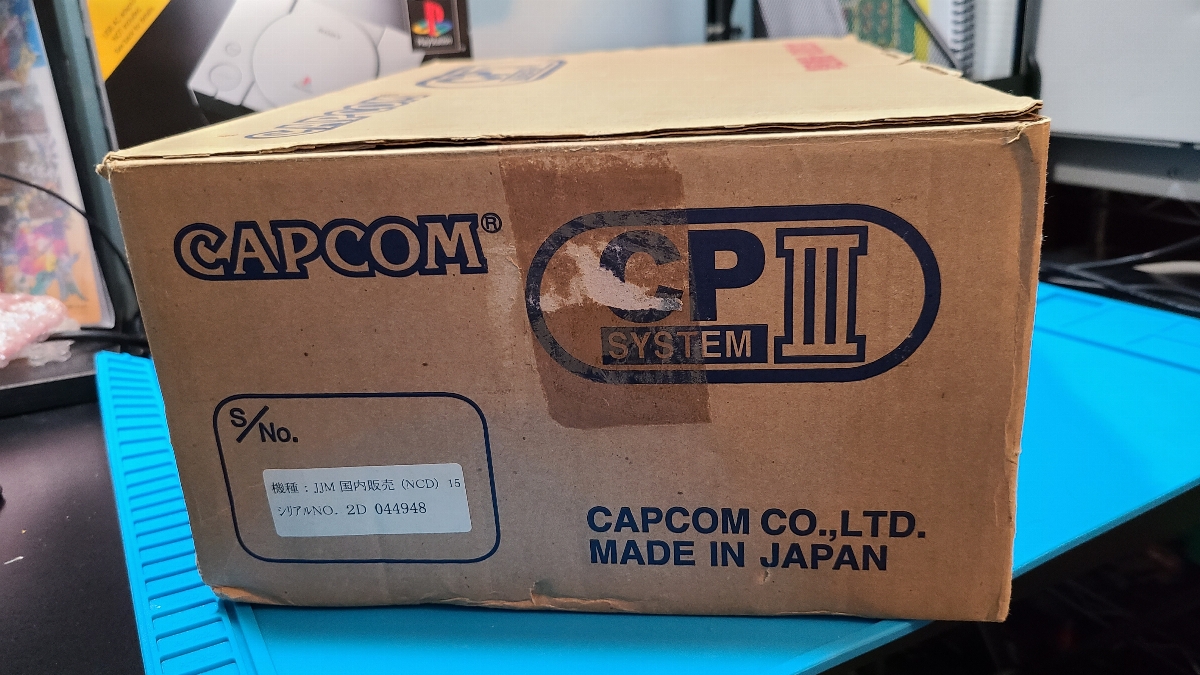 CAPCOM®
CP III
SYSTEM
S/No.
機種 : JJM 国内販売 (NCD) 15
シリアルNO. 2D 044948
CAPCOM CO.,LTD.
MADE IN JAPAN